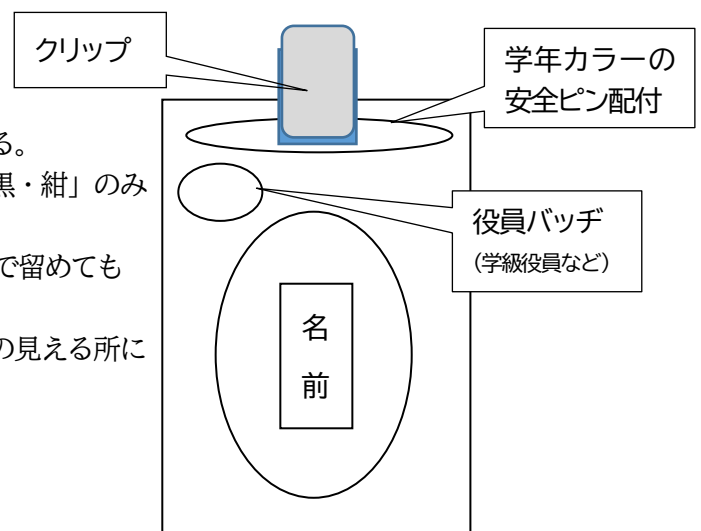 クリップ
学年カラーの
安全ピン配付
る。
黒・紺」のみ
役員バッヂ
(学級役員など)
で留めても
の見える所に
名
前